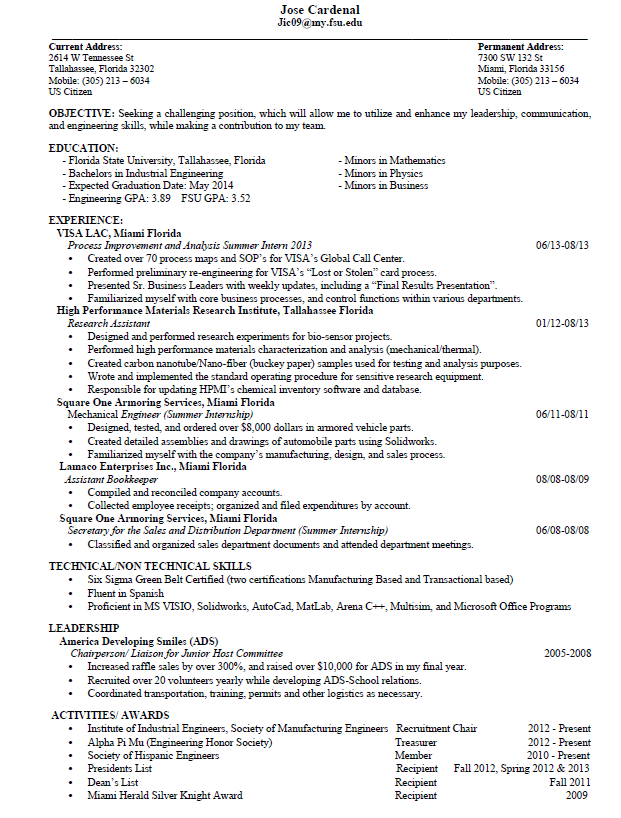 Jose Cardenal
Jic09@my.fsu.edu
Current Address: Permanent Address:
2614 W Tennessee St 7300 SW 132 St
Tallahassee, Florida 32302 Miami, Florida 33156
Mobile: (305) 213 – 6034 Mobile: (305) 213 – 6034
US Citizen US Citizen
OBJECTIVE: Seeking a challenging position, which will allow me to utilize and enhance my leadership, communication,
and engineering skills, while making a contribution to my team.
EDUCATION:
- Florida State University, Tallahassee, Florida - Minors in Mathematics
- Bachelors in Industrial Engineering - Minors in Physics
- Expected Graduation Date: May 2014 - Minors in Business
- Engineering GPA: 3.89 FSU GPA: 3.52
EXPERIENCE:
VISA LAC, Miami Florida
Process Improvement and Analysis Summer Intern 2013 06/13-08/13
• Created over 70 process maps and SOP's for VISA's Global Call Center.
• Performed preliminary re-engineering for VISA's "Lost or Stolen" card process.
• Presented Sr. Business Leaders with weekly updates, including a "Final Results Presentation".
• Familiarized myself with core business processes, and control functions within various departments.
High Performance Materials Research Institute, Tallahassee Florida
Research Assistant 01/12-08/13
• Designed and performed research experiments for bio-sensor projects.
• Performed high performance materials characterization and analysis (mechanical/thermal).
• Created carbon nanotube/Nano-fiber (buckey paper) samples used for testing and analysis purposes.
• Wrote and implemented the standard operating procedure for sensitive research equipment.
• Responsible for updating HPMI's chemical inventory software and database.
Square One Armoring Services, Miami Florida
Mechanical Engineer (Summer Internship) 06/11-08/11
• Designed, tested, and ordered over $8,000 dollars in armored vehicle parts.
• Created detailed assemblies and drawings of automobile parts using Solidworks.
• Familiarized myself with the company's manufacturing, design, and sales process.
Lamaco Enterprises Inc., Miami Florida
Assistant Bookkeeper 08/08-08/09
• Compiled and reconciled company accounts.
• Collected employee receipts; organized and filed expenditures by account.
Square One Armoring Services, Miami Florida
Secretary for the Sales and Distribution Department (Summer Internship) 06/08-08/08
• Classified and organized sales department documents and attended department meetings.
TECHNICAL/NON TECHNICAL SKILLS
• Six Sigma Green Belt Certified (two certifications Manufacturing Based and Transactional based)
• Fluent in Spanish
• Proficient in MS VISIO, Solidworks, AutoCad, MatLab, Arena C++, Multisim, and Microsoft Office Programs
LEADERSHIP
America Developing Smiles (ADS)
Chairperson/ Liaison for Junior Host Committee 2005-2008
• Increased raffle sales by over 300%, and raised over $10,000 for ADS in my final year.
• Recruited over 20 volunteers yearly while developing ADS-School relations.
• Coordinated transportation, training, permits and other logistics as necessary.
ACTIVITIES/ AWARDS
• Institute of Industrial Engineers, Society of Manufacturing Engineers Recruitment Chair 2012 - Present
• Alpha Pi Mu (Engineering Honor Society) Treasurer 2012 - Present
• Society of Hispanic Engineers Member 2010 - Present
• Presidents List Recipient Fall 2012, Spring 2012 & 2013
• Dean's List Recipient Fall 2011
• Miami Herald Silver Knight Award Recipient 2009